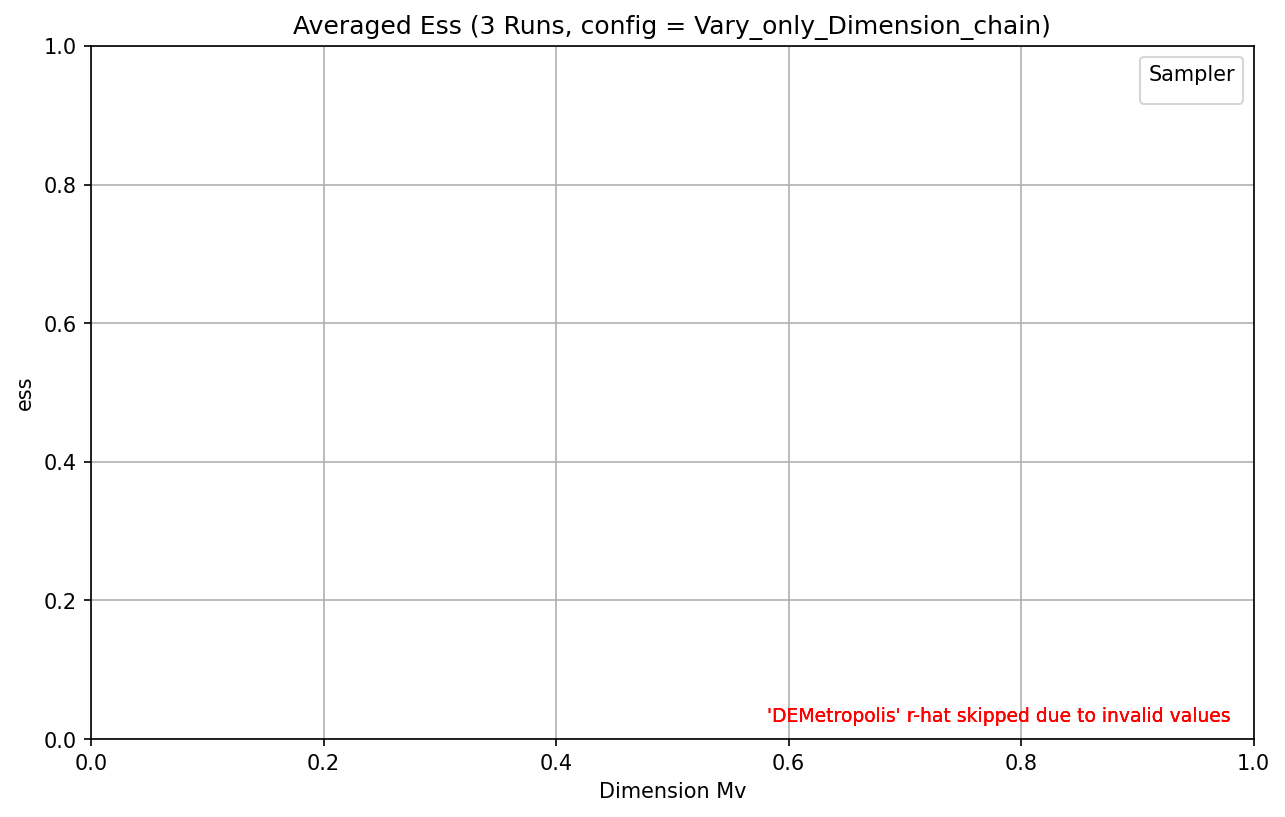 Averaged Ess (3 Runs, config = Vary_only_Dimension_chain)
Sampler
1.0
0.8
0.6
0.4
0.2
0.0
ess
'DEMetropolis' r-hat skipped due to invalid values
0.0 0.2 0.4 0.6 0.8 1.0
Dimension Mv